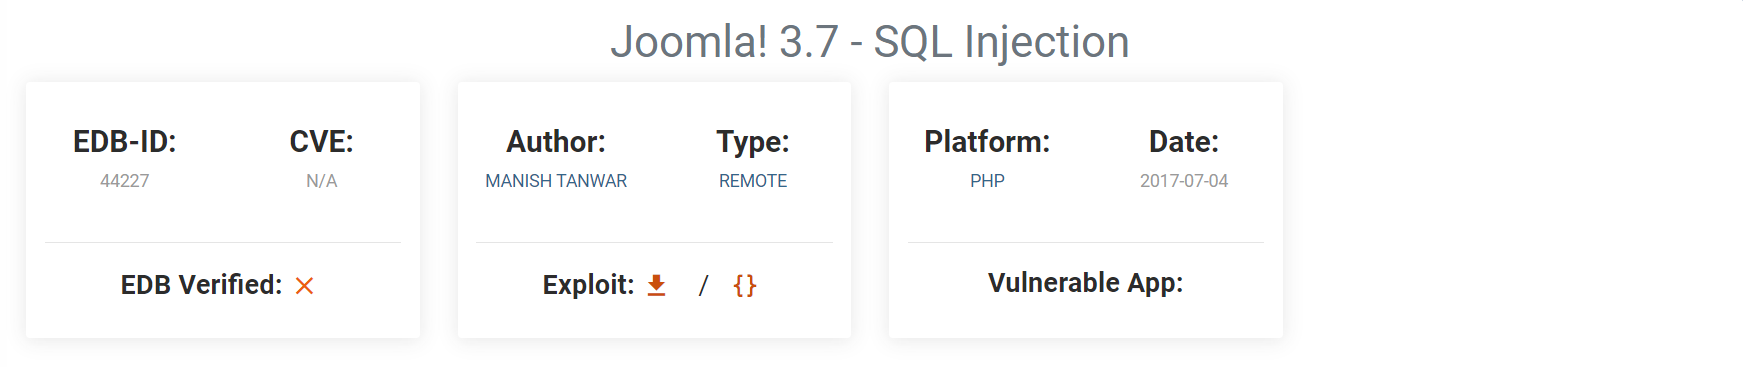 Joomla! 3.7 - SQL Injection
EDB-ID:
44227
CVE:
N/A
EDB Verified:
Author:
MANISH TANWAR
Type:
REMOTE
Exploit: / {}
Platform:
PHP
Date:
2017-07-04
Vulnerable App: